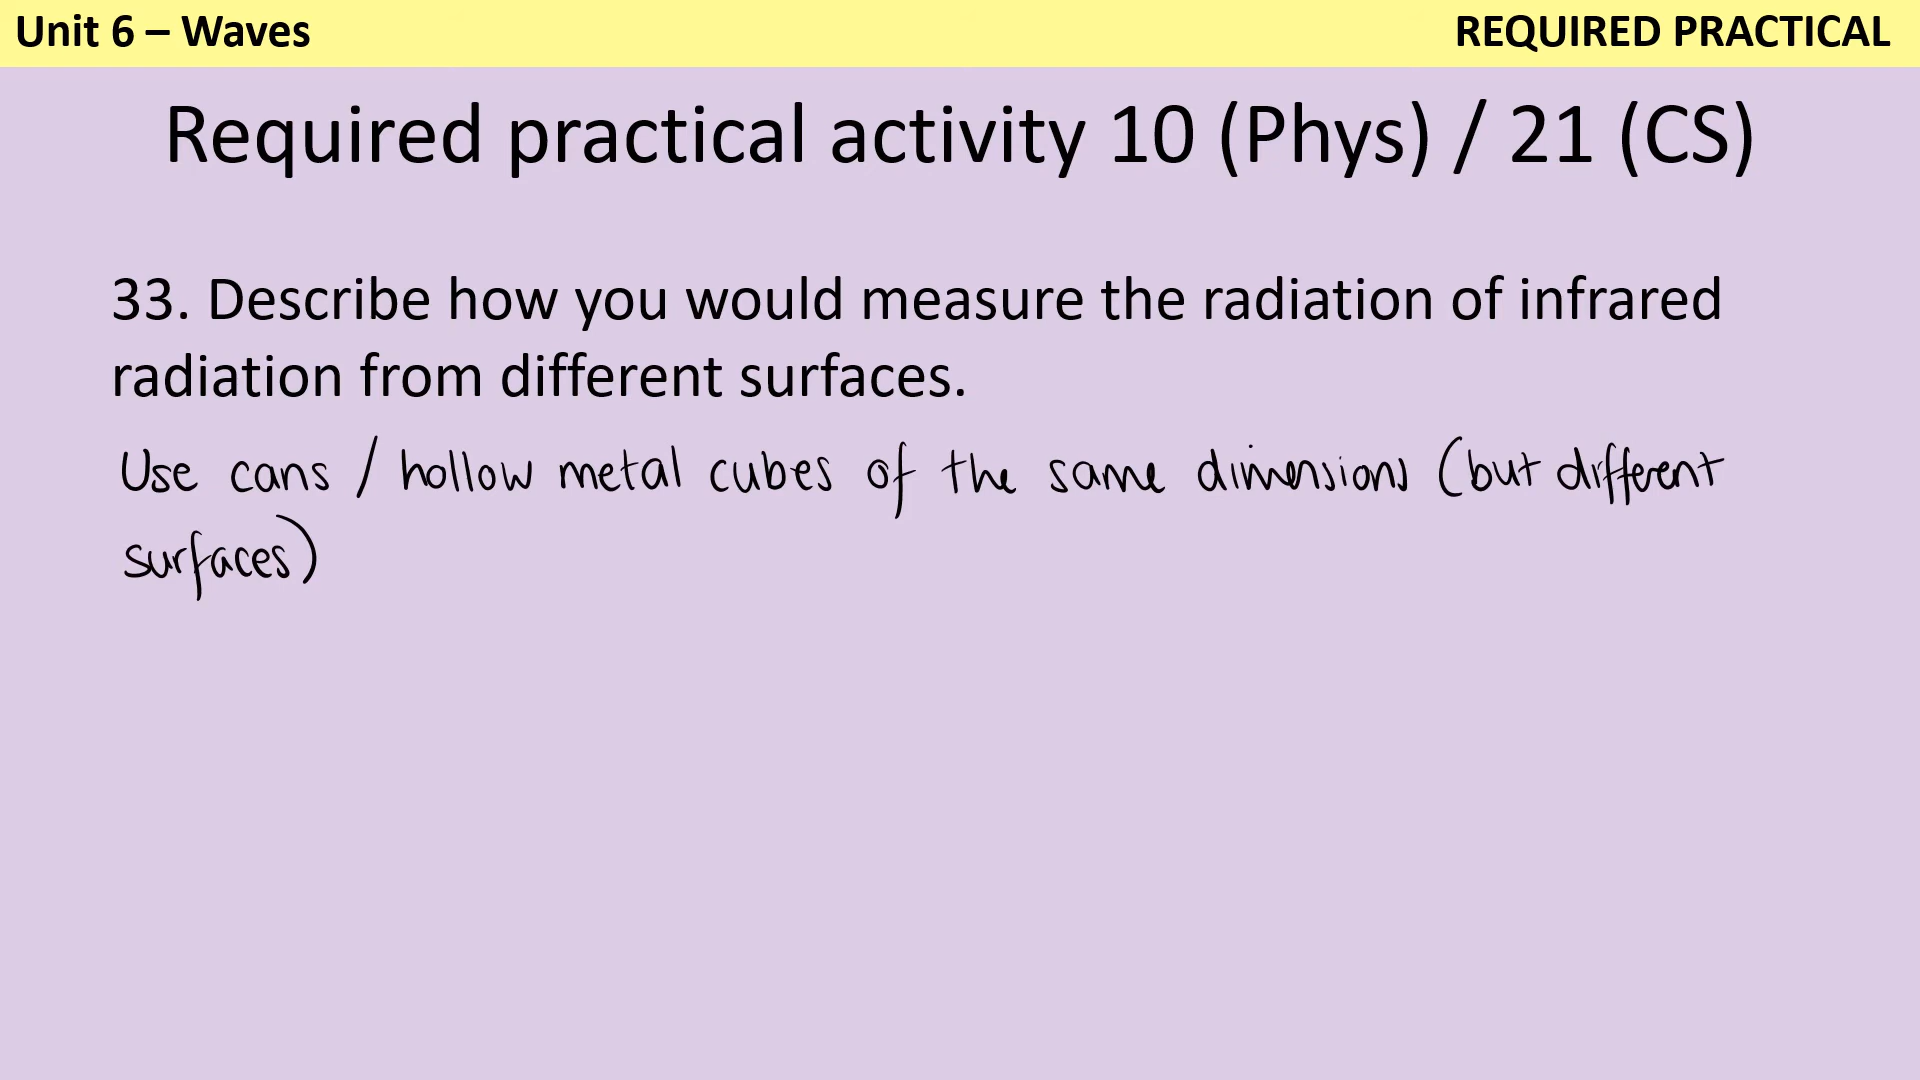 Unit 6 – Waves
REQUIRED PRACTICAL
Required practical activity 10 (Phys) / 21 (CS)
33. Describe how you would measure the radiation of infrared
radiation from different surfaces.
Use cans / hollow metal cubes of the same dimensions (but different
surfaces)